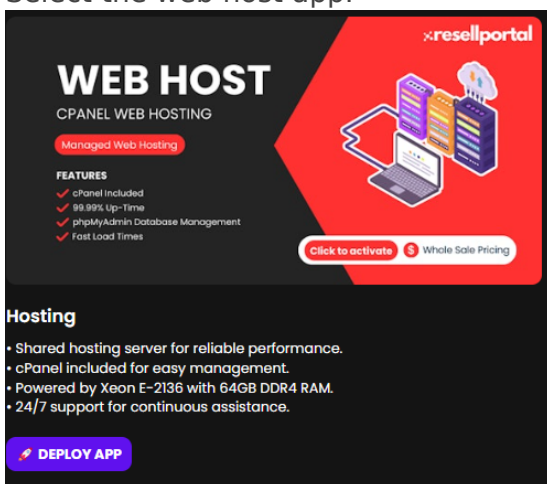 Select the web host app:
×resellportal
WEB HOST
CPANEL WEB HOSTING
Managed Web Hosting
FEATURES
cPanel Included
99.99% Up-Time
phpMyAdmin Database Management
Fast Load Times
Click to activate $ Whole Sale Pricing
Hosting
• Shared hosting server for reliable performance.
• cPanel included for easy management.
• Powered by Xeon E-2136 with 64GB DDR4 RAM.
• 24/7 support for continuous assistance.
🚀 DEPLOY APP